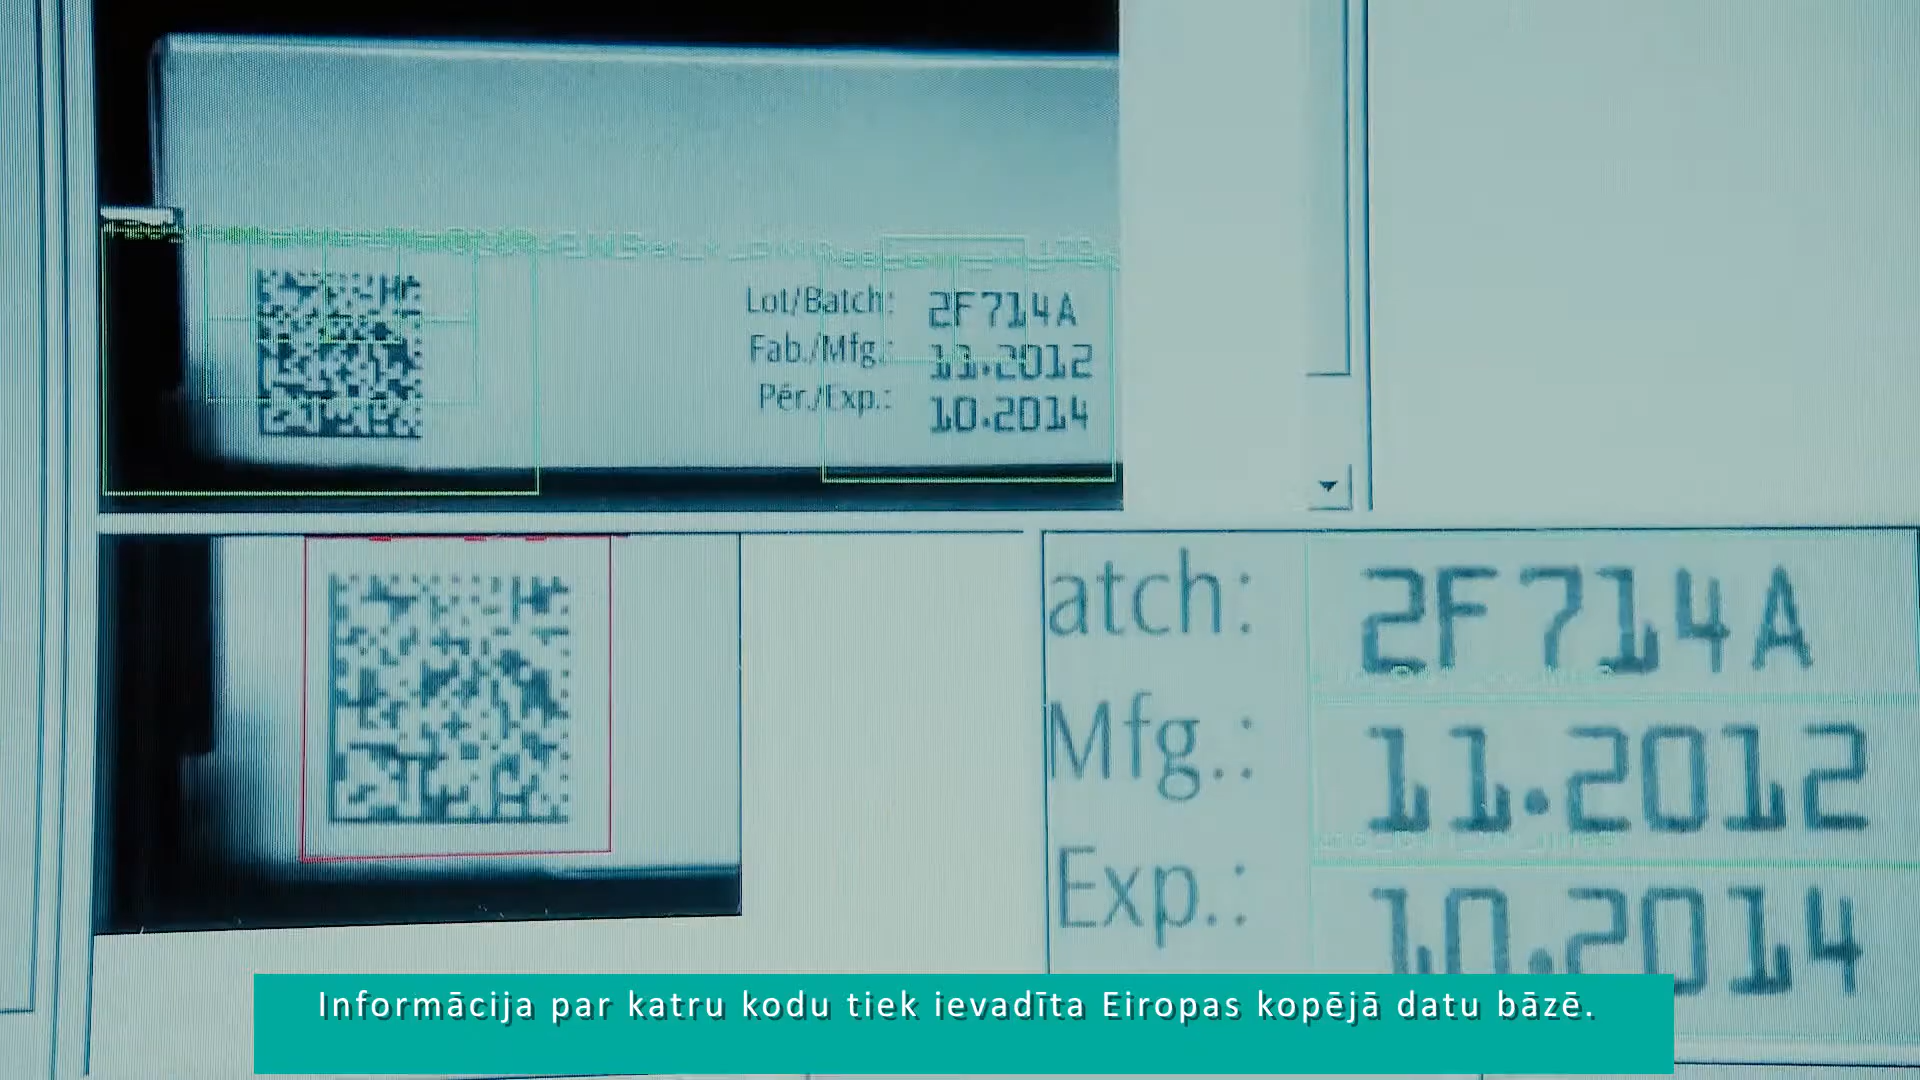 Lot/Batch: 2F714A
Fab./Mfg.: 11.2012
Pér./Exp.: 10.2014
atch: 2F714A
Mfg.: 11.2012
Exp.: 10.2014
Informācija par katru kodu tiek ievadīta Eiropas kopējā datu bāzē.